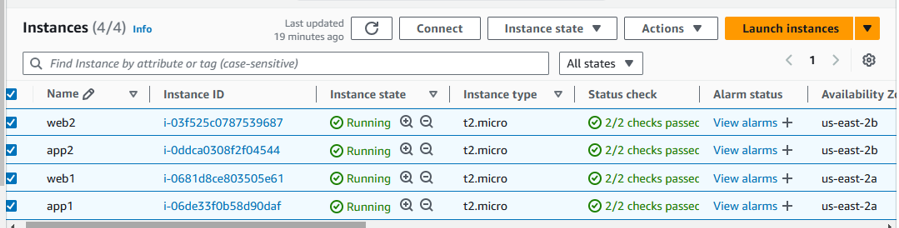 Instances (4/4) Info Last updated 19 minutes ago Connect Instance state Actions Launch instances
Find Instance by attribute or tag (case-sensitive) All states 1
Name Instance ID Instance state Instance type Status check Alarm status Availability Zo
web2 i-03f525c0787539687 Running t2.micro 2/2 checks passec View alarms us-east-2b
app2 i-0ddca0308f2f04544 Running t2.micro 2/2 checks passec View alarms us-east-2b
web1 i-0681d8ce803505e61 Running t2.micro 2/2 checks passec View alarms us-east-2a
app1 i-06de33f0b58d90daf Running t2.micro 2/2 checks passec View alarms us-east-2a